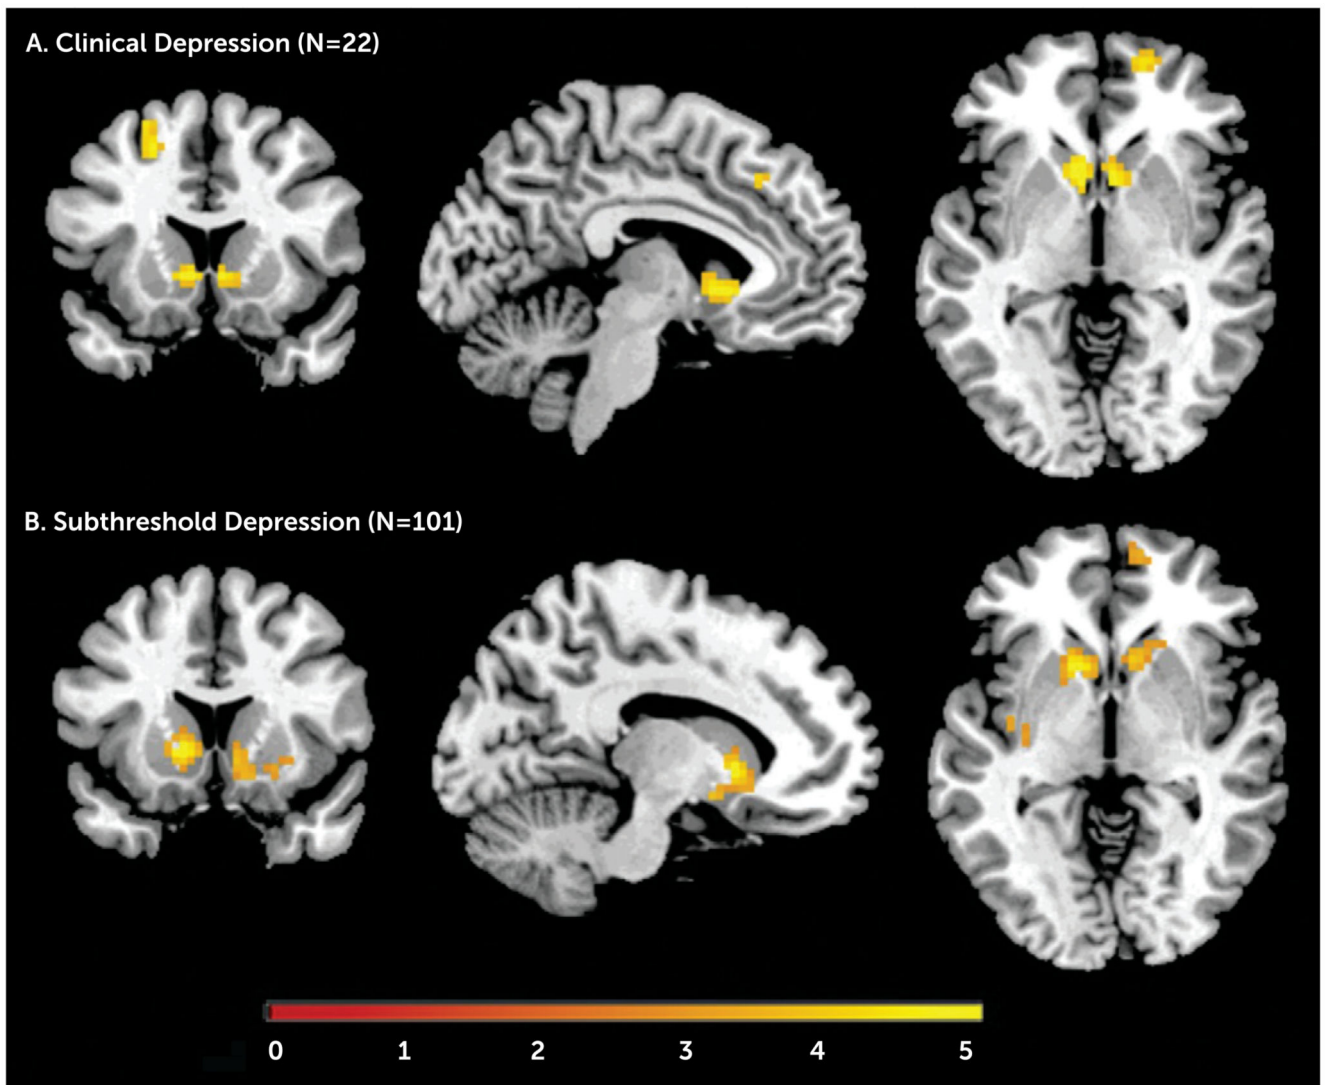 A. Clinical Depression (N=22)
B. Subthreshold Depression (N=101)
0 1 2 3 4 5